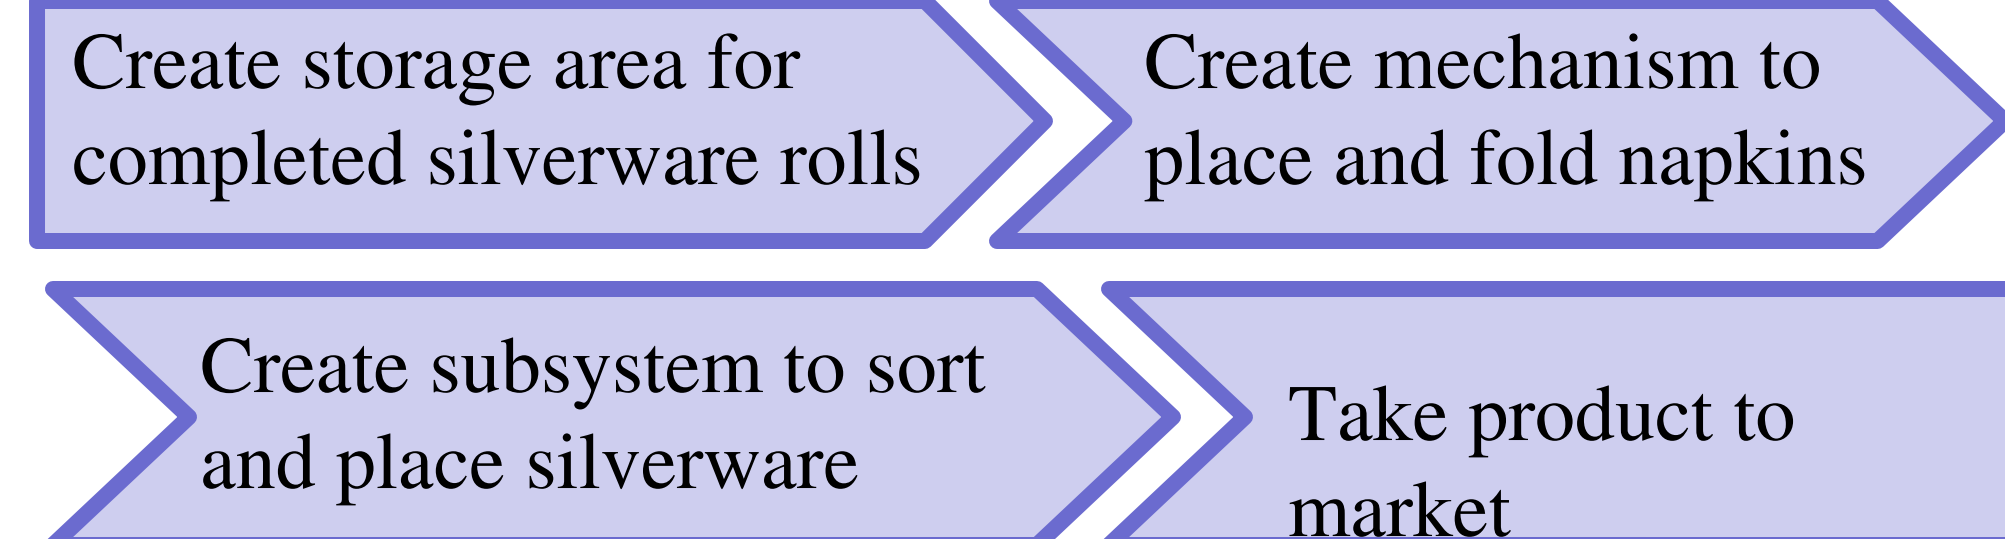 Create storage area for
completed silverware rolls
Create mechanism to
place and fold napkins
Create subsystem to sort
and place silverware
Take product to
market